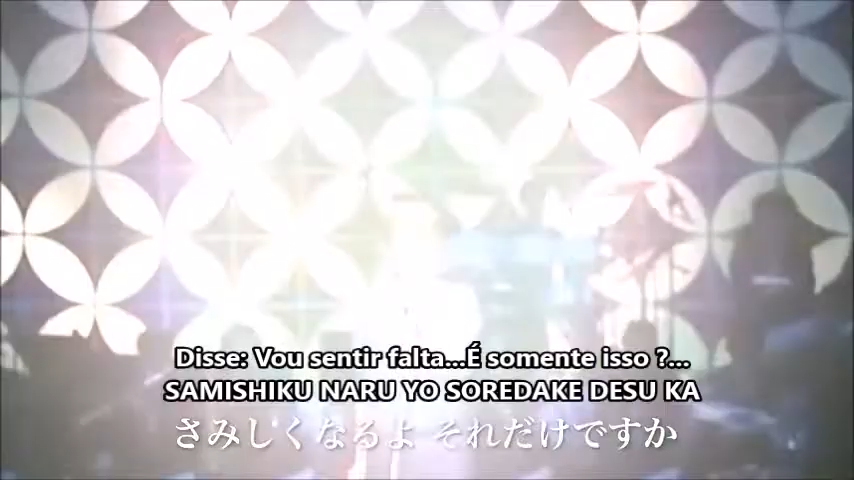 Disse: Vou sentir falta...É somente isso ?...
SAMISHIKU NARU YO SOREDAKE DESU KA
さみしくなるよ それだけですか